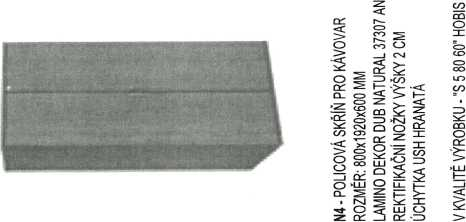 N4 - POLICOVÁ SKŘÍŇ PRO KÁVOVAR
ROZMĚR: 800x1920x600 MM
LAMINO DEKOR DUB NATURAL 37307 AN
REKTIFIKAČNÍ NOŽKY VÝŠKY 2 CM
ÚCHYTKA USH HRANATÁ
V KVALITĚ VÝROBKU - "S 5 80 60" HOBIS